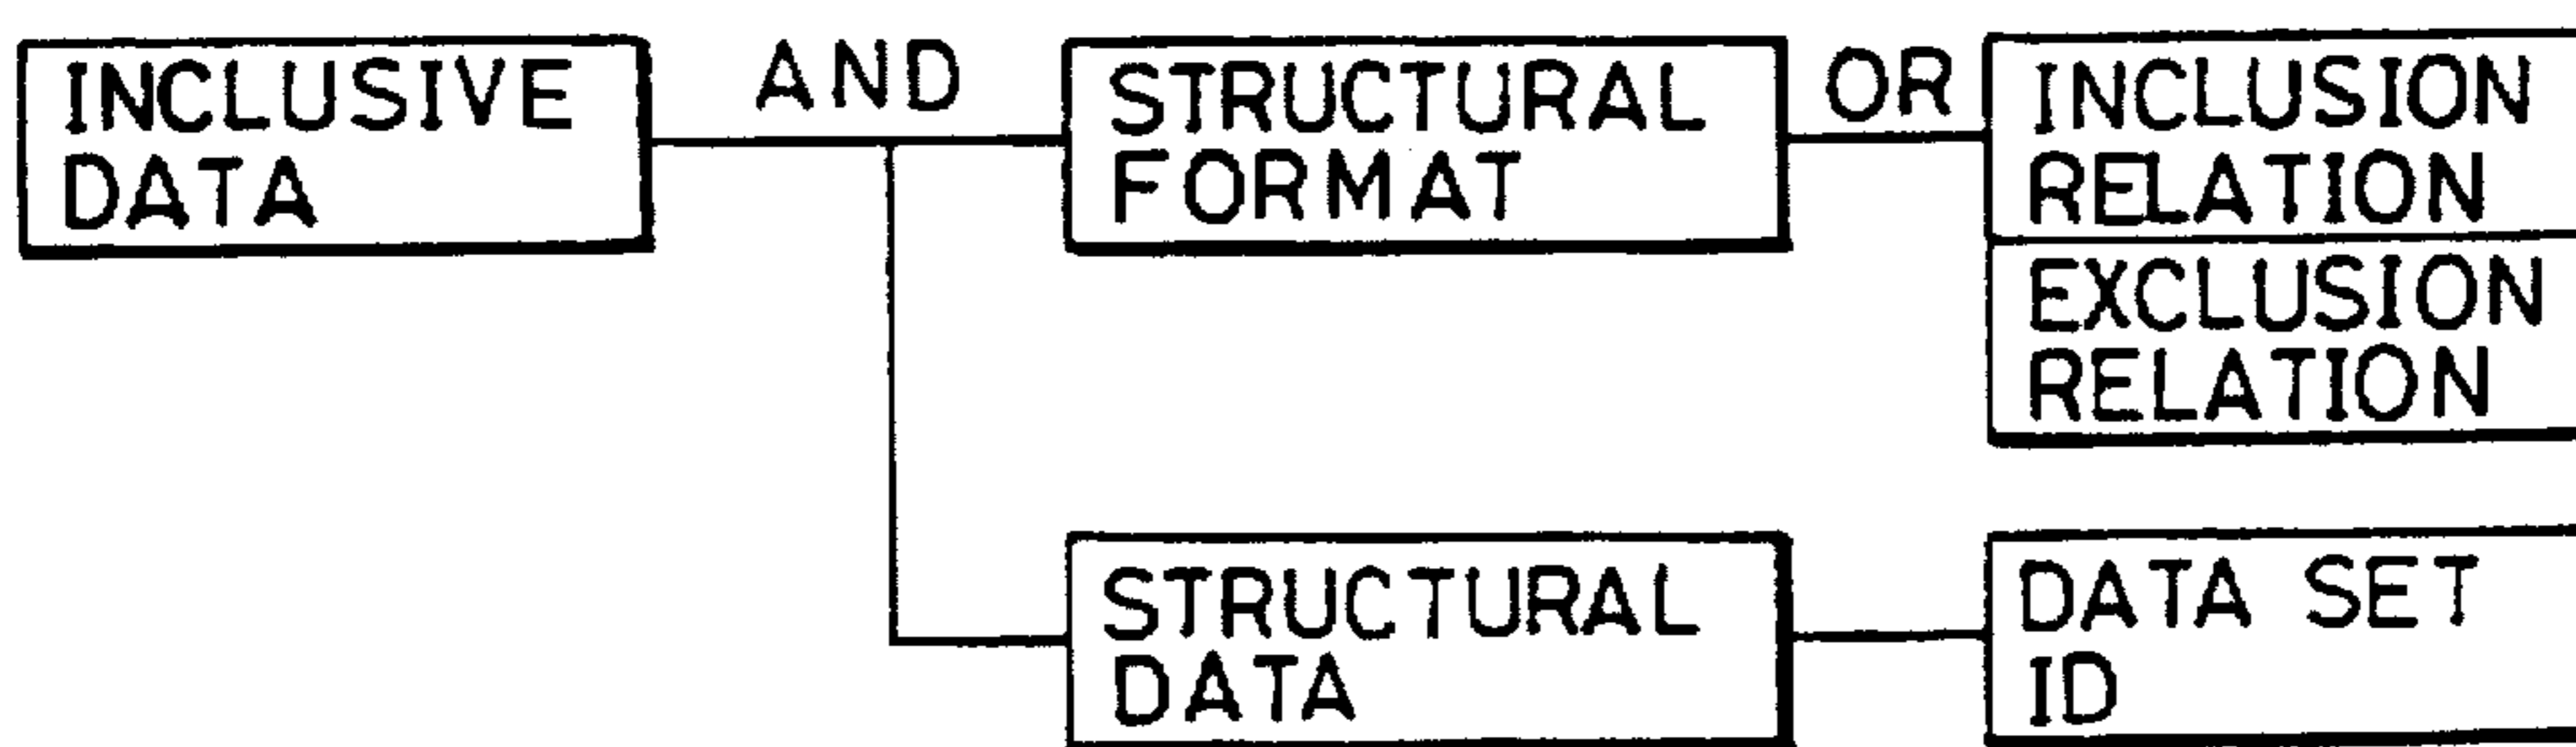 INCLUSIVE
DATA
AND
STRUCTURAL
FORMAT
OR
INCLUSION
RELATION
EXCLUSION
RELATION
STRUCTURAL
DATA
DATA SET
ID